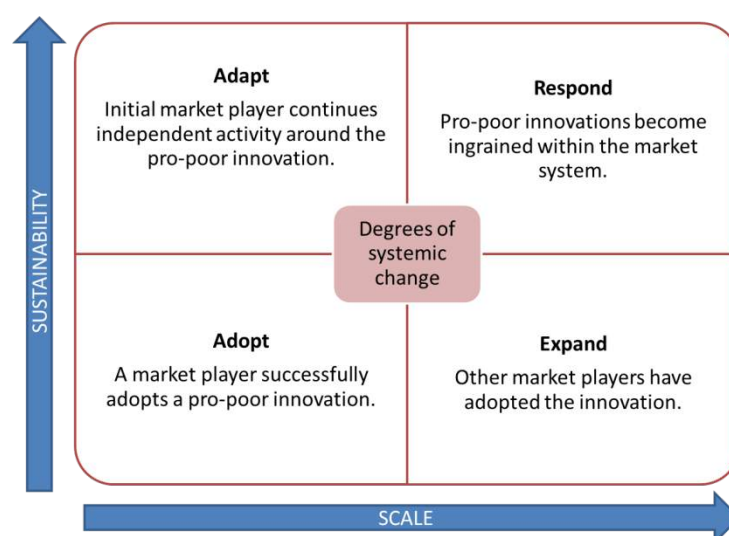 Adapt
Initial market player continues
independent activity around the
pro-poor innovation.
Respond
Pro-poor innovations become
ingrained within the market
system.
Degrees of
systemic
change
Adopt
A market player successfully
adopts a pro-poor innovation.
Expand
Other market players have
adopted the innovation.
SUSTAINABILITY
SCALE